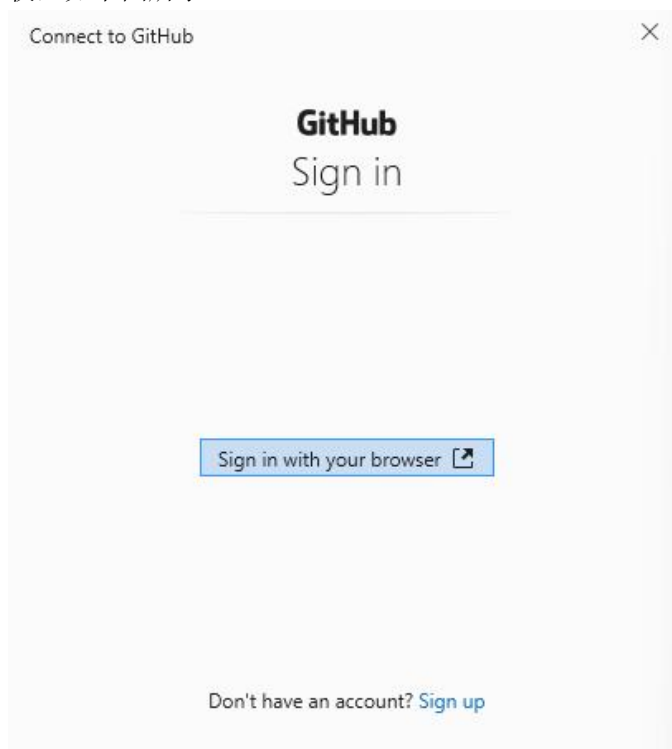 Connect to GitHub
GitHub
Sign in
Sign in with your browser
Don't have an account? Sign up